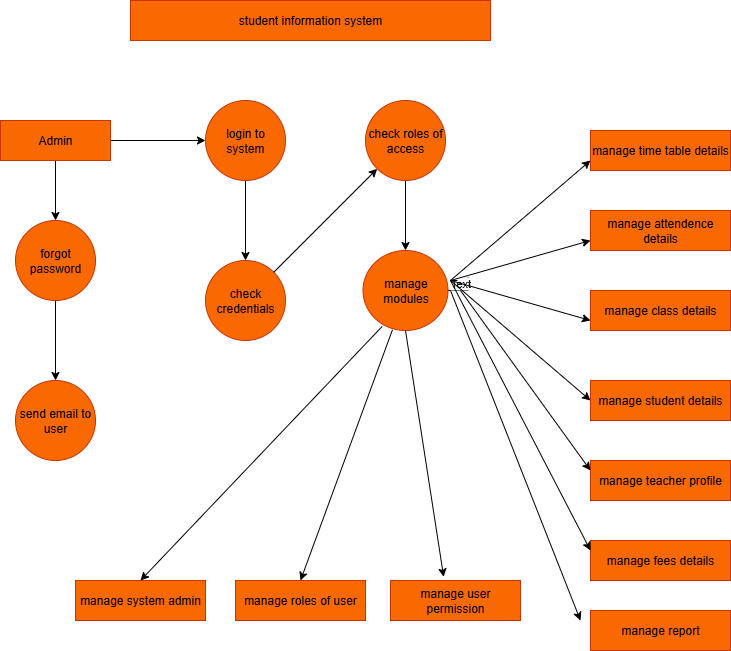 student information system
Admin
login to
system
check roles of
access
manage time table details
manage attendence
details
forgot
password
check
credentials
manage
modules
Text
manage class details
send email to
user
manage student details
manage teacher profile
manage fees details
manage system admin
manage roles of user
manage user
permission
manage report